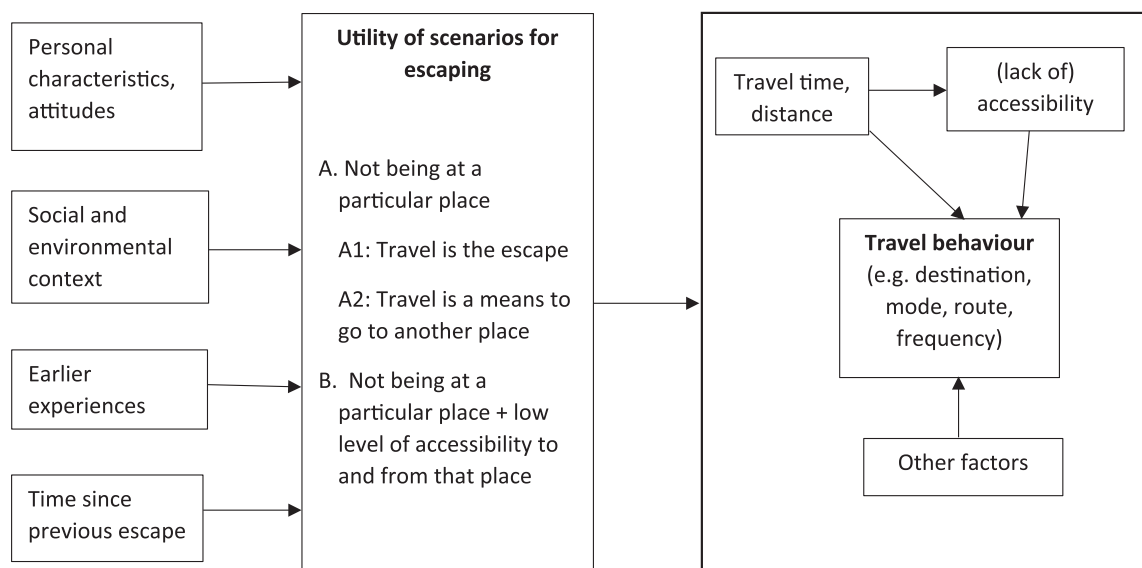 Personal
characteristics,
attitudes
Social and
environmental
context
Earlier
experiences
Time since
previous escape
Utility of scenarios for
escaping
A. Not being at a
particular place
A1: Travel is the escape
A2: Travel is a means to
go to another place
B. Not being at a
particular place + low
level of accessibility to
and from that place
Travel time,
distance
(lack of)
accessibility
Travel behaviour
(e.g. destination,
mode, route,
frequency)
Other factors